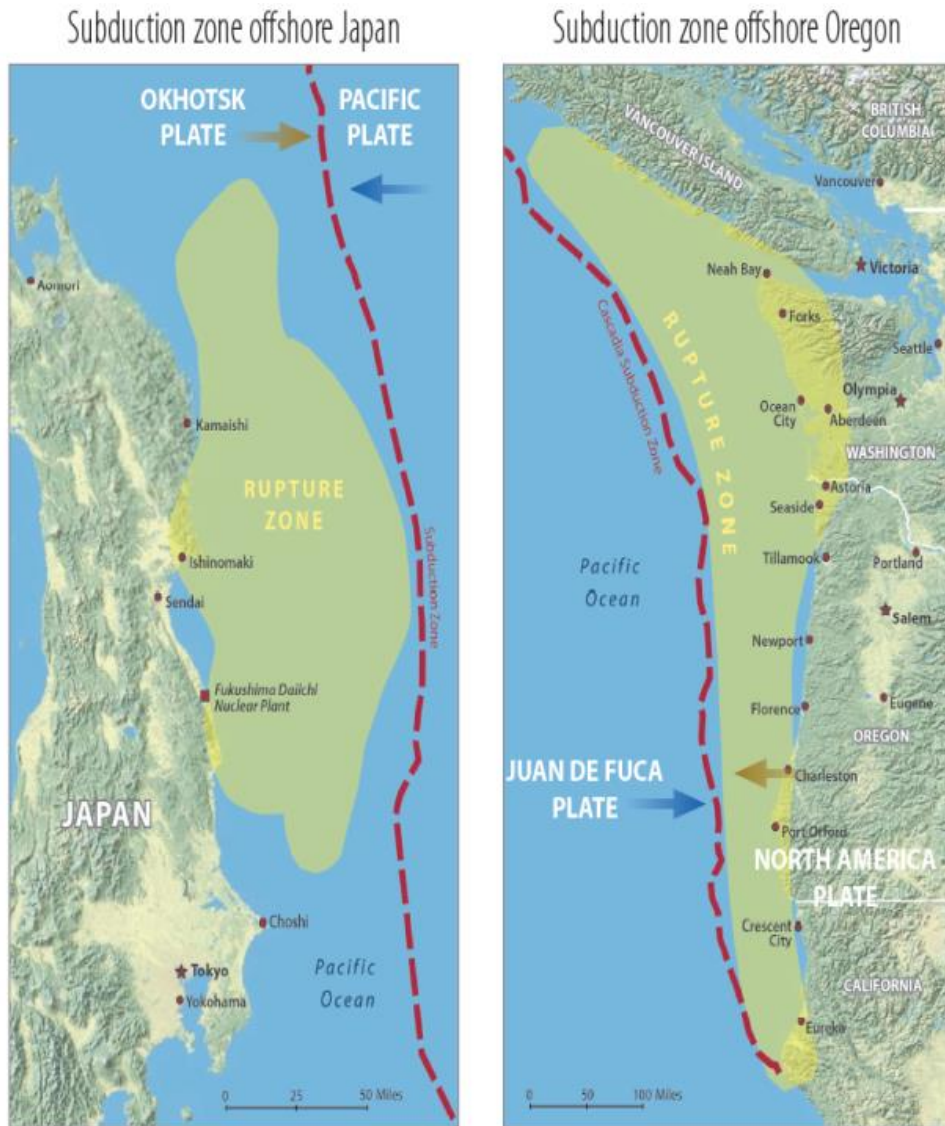 Subduction zone offshore Japan
OKHOTSK
PLATE
PACIFIC
PLATE
Aomori
Kamaishi
RUPTURE
ZONE
Ishinomaki
Sendai
Subduction Zone
Fukushima Daiichi
Nuclear Plant
JAPAN
Choshi
Pacific
Ocean
Tokyo
Yokohama
0 25 50 Miles
Subduction zone offshore Oregon
BRITISH
COLUMBIA
VANCOUVER ISLAND
Vancouver
Victoria
Neah Bay
Forks
Seattle
Cascadia Subduction Zone
RUPTURE ZONE
Olympia
Ocean
City
Aberdeen
WASHINGTON
Astoria
Seaside
Tillamook
Portland
Pacific
Ocean
Salem
Newport
Florence
Eugene
OREGON
JUAN DE FUCA
PLATE
Charleston
Port Orford
NORTH AMERICA
PLATE
Crescent
City
CALIFORNIA
Eureka
0 50 100 Miles